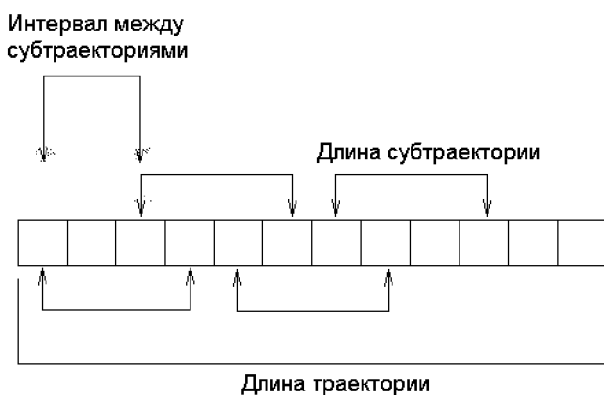 Интервал между
субтраекториями
Длина субтраектории
Длина траектории